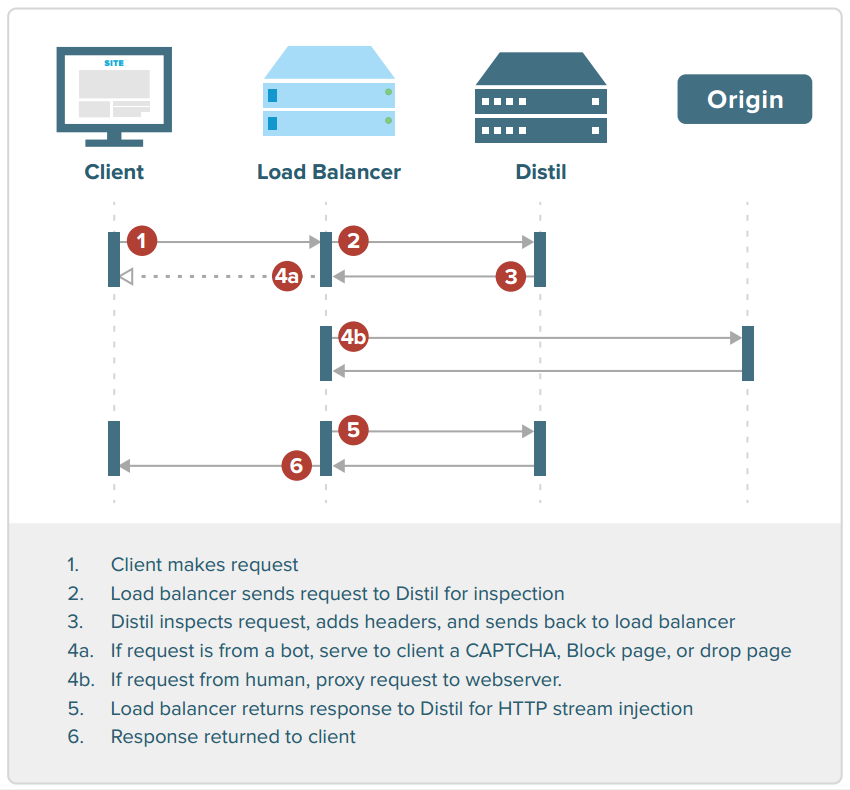 SITE
Origin
Client
Load Balancer
Distil
1
2
4a
3
4b
5
6
1. Client makes request
2. Load balancer sends request to Distil for inspection
3. Distil inspects request, adds headers, and sends back to load balancer
4a. If request is from a bot, serve to client a CAPTCHA, Block page, or drop page
4b. If request from human, proxy request to webserver.
5. Load balancer returns response to Distil for HTTP stream injection
6. Response returned to client